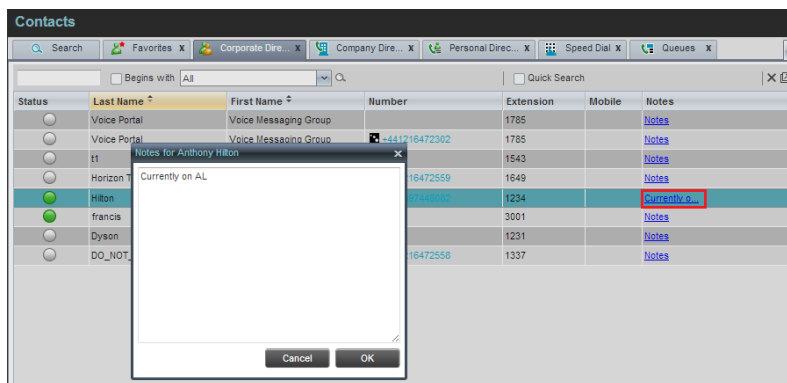 Contacts
Search Favorites X Corporate Dire... X Company Dire... X Personal Direc... X Speed Dial X Queues X
Begins with All Quick Search X
Status Last Name First Name Number Extension Mobile Notes
Voice Portal Voice Messaging Group 1785 Notes
Voice Portal Voice Messaging Group +441216472302 1785 Notes
t1 1543 Notes
Horizon T 16472559 1649 Notes
Hilton 1234 Currently o...
francis 3001 Notes
Dyson 1231 Notes
DO_NOT_ 16472558 1337 Notes
Notes for Anthony Hilton x
Currently on AL
Cancel OK